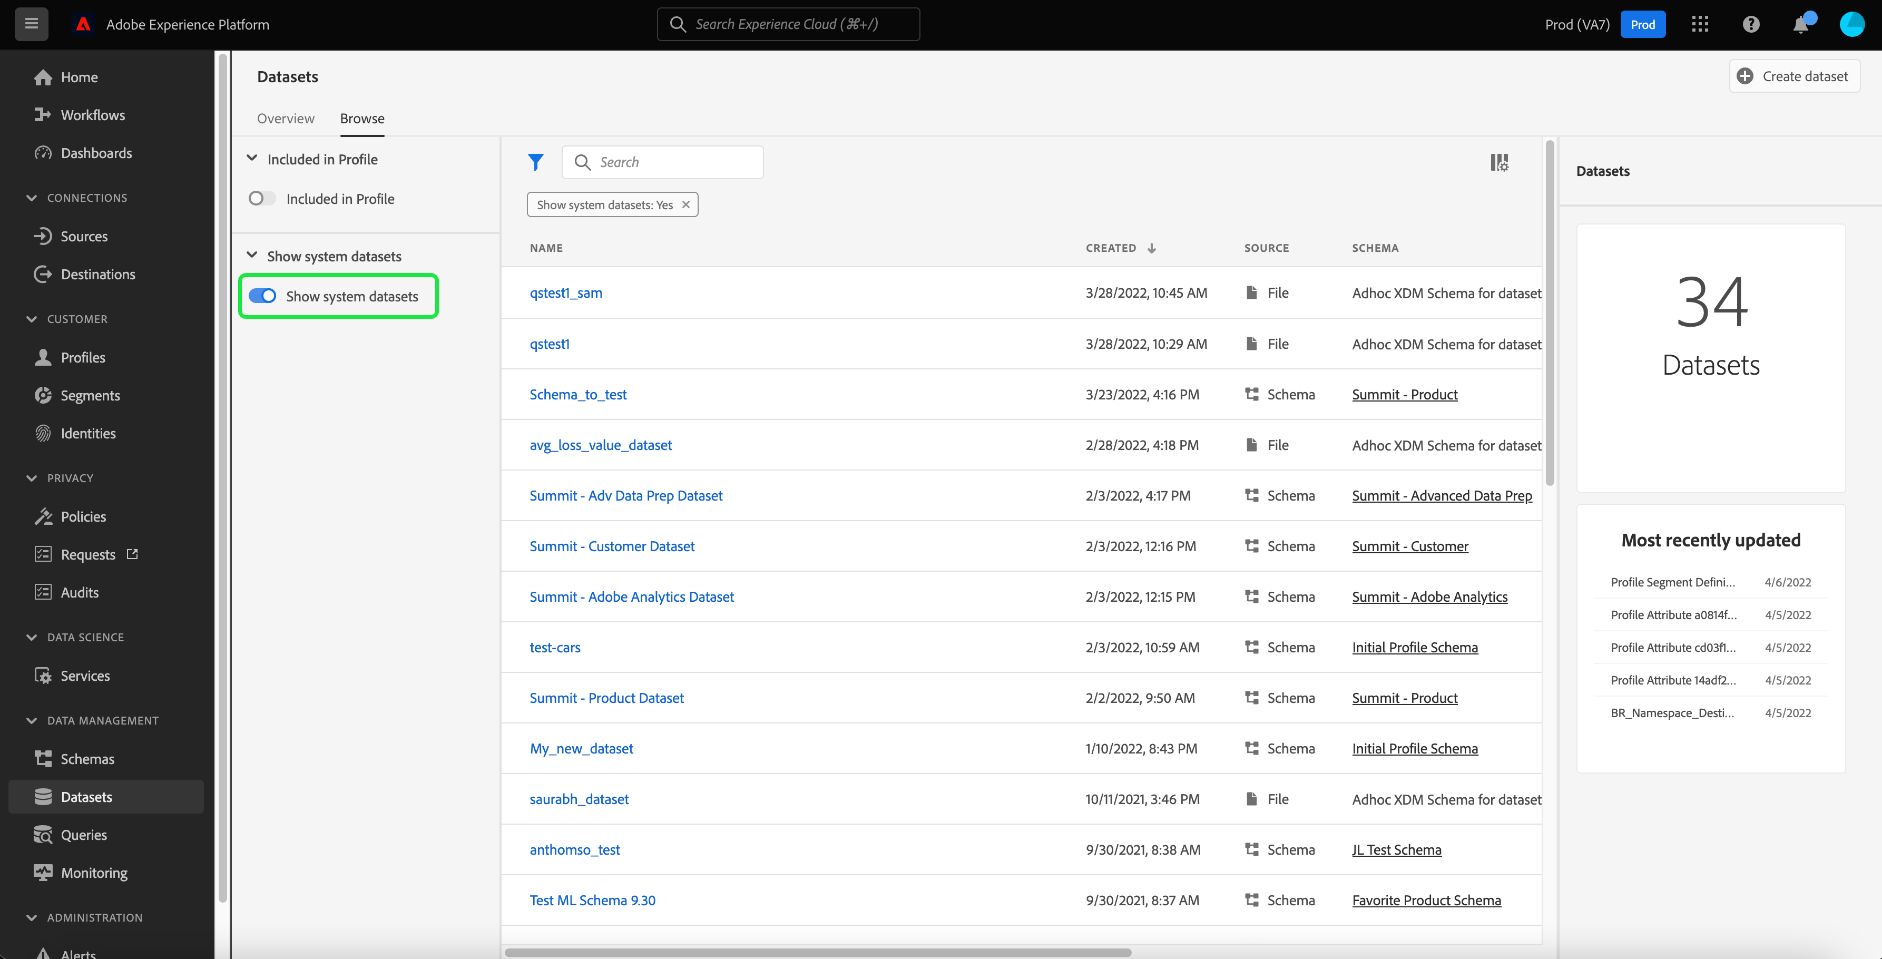 Adobe Experience Platform
Search Experience Cloud (⌘+/)
Prod (VA7)
Prod
Home
Workflows
Dashboards
CONNECTIONS
Sources
Destinations
CUSTOMER
Profiles
Segments
Identities
PRIVACY
Policies
Requests
Audits
DATA SCIENCE
Services
DATA MANAGEMENT
Schemas
Datasets
Queries
Monitoring
ADMINISTRATION
Alerts
Datasets
Create dataset
Overview Browse
Included in Profile
Included in Profile
Show system datasets
Show system datasets
Search
Show system datasets: Yes ×
NAME CREATED ↓ SOURCE SCHEMA
qstest1_sam 3/28/2022, 10:45 AM File Adhoc XDM Schema for dataset
qstest1 3/28/2022, 10:29 AM File Adhoc XDM Schema for dataset
Schema_to_test 3/23/2022, 4:16 PM Schema Summit - Product
avg_loss_value_dataset 2/28/2022, 4:18 PM File Adhoc XDM Schema for dataset
Summit - Adv Data Prep Dataset 2/3/2022, 4:17 PM Schema Summit - Advanced Data Prep
Summit - Customer Dataset 2/3/2022, 12:16 PM Schema Summit - Customer
Summit - Adobe Analytics Dataset 2/3/2022, 12:15 PM Schema Summit - Adobe Analytics
test-cars 2/3/2022, 10:59 AM Schema Initial Profile Schema
Summit - Product Dataset 2/2/2022, 9:50 AM Schema Summit - Product
My_new_dataset 1/10/2022, 8:43 PM Schema Initial Profile Schema
saurabh_dataset 10/11/2021, 3:46 PM File Adhoc XDM Schema for dataset
anthomso_test 9/30/2021, 8:38 AM Schema JL Test Schema
Test ML Schema 9.30 9/30/2021, 8:37 AM Schema Favorite Product Schema
Datasets
34
Datasets
Most recently updated
Profile Segment Defini... 4/6/2022
Profile Attribute a0814f... 4/5/2022
Profile Attribute cd03f1... 4/5/2022
Profile Attribute 14adf2... 4/5/2022
BR_Namespace_Desti... 4/5/2022